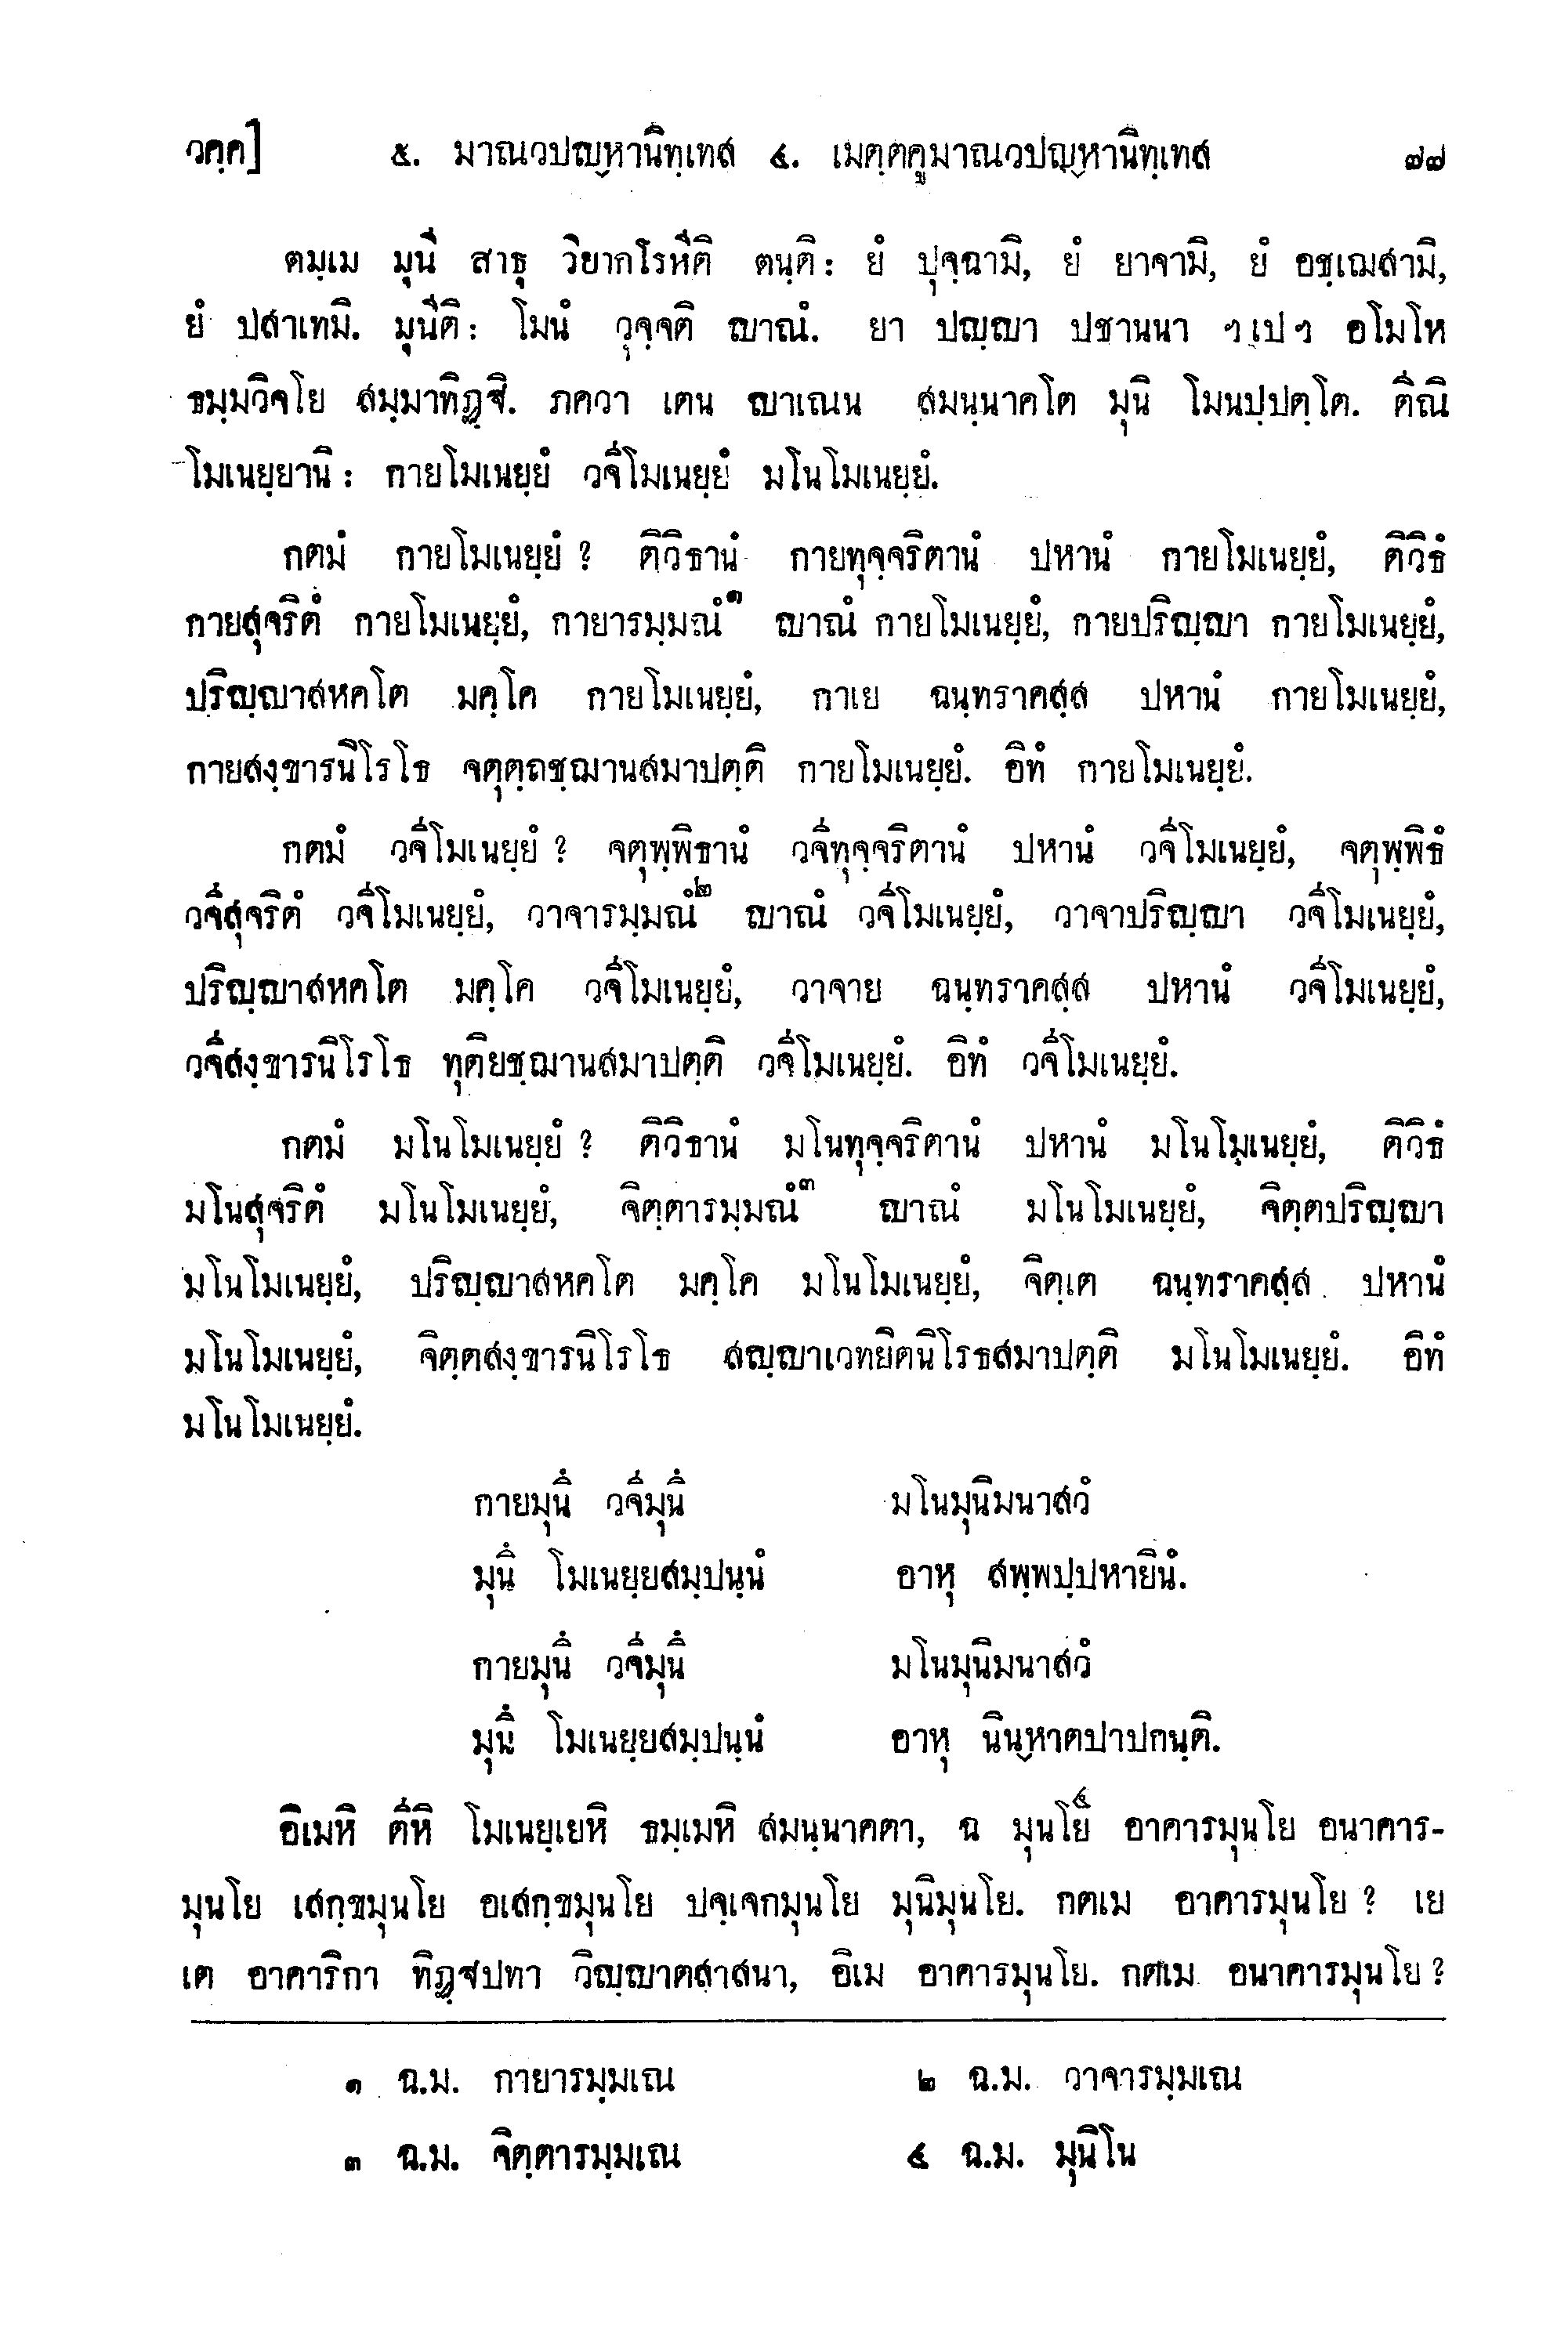 วคฺค]	๕. มาณวปญฺหานิทฺเทส ๔. เมตฺตคูมาณวปญฺหานิทฺเทส	๗๗
ตมฺเม มุนี สาธุ วิยากโรหีติ ตนฺติ: ยํ ปุจฺฉามิ, ยํ ยาจามิ, ยํ อชฺเฌสามิ,
ยํ ปสาเทมิ. มุนีติ: โมนํ วุจฺจติ ญาณํ. ยา ปญฺญา ปชานนา ฯ เป ฯ อโมโห
ธมฺมวิจโย สมฺมาทิฏฺฐิ. ภควา เตน ญาเณน สมนฺนาคโต มุนิ โมนปฺปตฺโต. ตีณิ
โมเนยฺยานิ: กายโมเนยฺยํ วจีโมเนยฺยํ มโนโมเนยฺยํ.
กตมํ กายโมเนยฺยํ ? ติวิธานํ กายทุจฺจริตานํ ปหานํ กายโมเนยฺยํ, ติวิธํ
กายสุจริตํ กายโมเนยฺยํ, กายารมฺมณํ๑ ญาณํ กายโมเนยฺยํ, กายปริญฺญา กายโมเนยฺยํ,
ปริญฺญาสหคโต มคฺโค กายโมเนยฺยํ, กาเย ฉนฺทราคสฺส ปหานํ กายโมเนยฺยํ,
กายสงฺขารนิโรโธ จตุตฺถชฺฌานสมาปตฺติ กายโมเนยฺยํ. อิทํ กายโมเนยฺยํ.
กตมํ วจีโมเนยฺยํ ? จตุพฺพิธานํ วจีทุจฺจริตานํ ปหานํ วจีโมเนยฺยํ, จตุพฺพิธํ
วจีสุจริตํ วจีโมเนยฺยํ, วาจารมฺมณํ๒ ญาณํ วจีโมเนยฺยํ, วาจาปริญฺญา วจีโมเนยฺยํ,
ปริญฺญาสหคโต มคฺโค วจีโมเนยฺยํ, วาจาย ฉนฺทราคสฺส ปหานํ วจีโมเนยฺยํ,
วจีสงฺขารนิโรโธ ทุติยชฺฌานสมาปตฺติ วจีโมเนยฺยํ. อิทํ วจีโมเนยฺยํ.
กตมํ มโนโมเนยฺยํ ? ติวิธานํ มโนทุจฺจริตานํ ปหานํ มโนโมเนยฺยํ, ติวิธํ
มโนสุจริตํ มโนโมเนยฺยํ, จิตฺตารมฺมณํ๓ ญาณํ มโนโมเนยฺยํ, จิตฺตปริญฺญา
มโนโมเนยฺยํ, ปริญฺญาสหคโต มคฺโค มโนโมเนยฺยํ, จิตฺเต ฉนฺทราคสฺส ปหานํ
มโนโมเนยฺยํ, จิตฺตสงฺขารนิโรโธ สญฺญาเวทยิตนิโรธสมาปตฺติ มโนโมเนยฺยํ. อิทํ
มโนโมเนยฺยํ.
กายมุนึ วจีมุนึ	มโนมุนิมนาสวํ
มุนึ โมเนยฺยสมฺปนฺนํ	อาหุ สพฺพปฺปหายินํ.
กายมุนึ วจีมุนึ	มโนมุนิมนาสวํ
มุนึ โมเนยฺยสมฺปนฺนํ	อาหุ นินฺหาตปาปกนฺติ.
อิเมหิ ตีหิ โมเนยฺเยหิ ธมฺเมหิ สมนฺนาคตา, ฉ มุนโย๔ อาคารมุนโย อนาคาร-
มุนโย เสกฺขมุนโย อเสกฺขมุนโย ปจฺเจกมุนโย มุนิมุนโย. กตเม อาคารมุนโย ? เย
เต อาคาริกา ทิฏฺฐปทา วิญฺญาตสาสนา, อิเม อาคารมุนโย. กตเม อนาคารมุนโย ?
๑ ฉ.ม. กายารมฺมเณ	๒ ฉ.ม. วาจารมฺมเณ
๓ ฉ.ม. จิตฺตารมฺมเณ	๔ ฉ.ม. มุนิโน